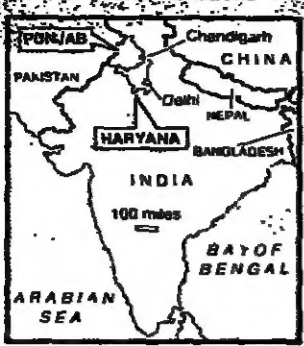 PUNJAB
Chandigarh
CHINA
PAKISTAN
Delhi
NEPAL
HARYANA
BANGLADESH
INDIA
100 miles
BAY OF
BENGAL
ARABIAN
SEA